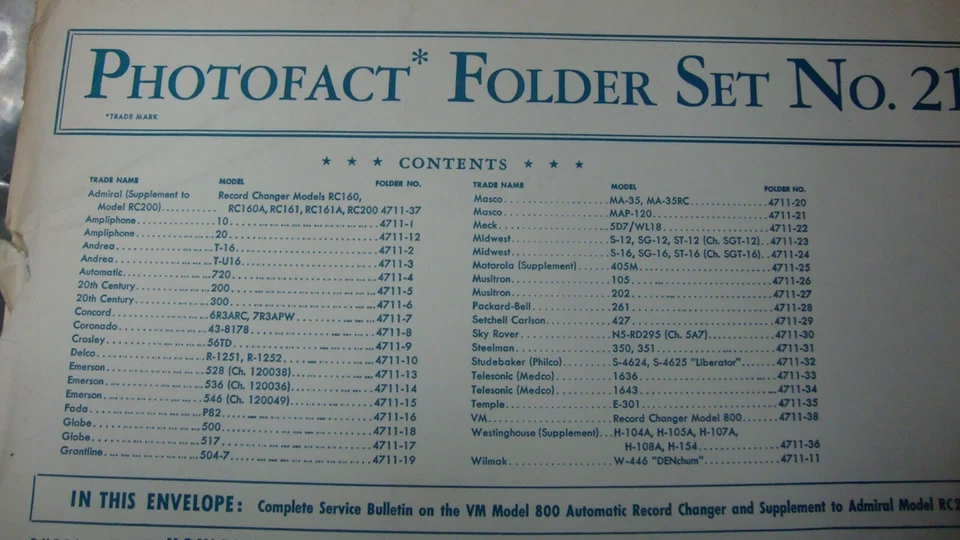 PHOTOFACT* FOLDER SET NO. 21
*TRADE MARK
★ ★ ★ CONTENTS ★ ★ ★
TRADE NAME MODEL FOLDER NO.
Admiral (Supplement to Record Changer Models RC160,
Model RC200) RC160A, RC161, RC161A, RC200 4711-37
Ampliphone 10 4711-1
Ampliphone 20 4711-12
Andrea T-16 4711-2
Andrea T-U16 4711-3
Automatic 720 4711-4
20th Century 200 4711-5
20th Century 300 4711-6
Concord 6R3ARC, 7R3APW 4711-7
Coronado 43-8178 4711-8
Crosley 56TD 4711-9
Delco R-1251, R-1252 4711-10
Emerson 528 (Ch. 120038) 4711-13
Emerson 536 (Ch. 120036) 4711-14
Emerson 546 (Ch. 120049) 4711-15
Fada P82 4711-16
Globe 500 4711-18
Globe 517 4711-17
Grantline 504-7 4711-19
TRADE NAME MODEL FOLDER NO.
Masco MA-35, MA-35RC 4711-20
Masco MAP-120 4711-21
Meck 5D7/WL18 4711-22
Midwest S-12, SG-12, ST-12 (Ch. SGT-12) 4711-23
Midwest S-16, SG-16, ST-16 (Ch. SGT-16) 4711-24
Motorola (Supplement) 405M 4711-25
Musitron 105 4711-26
Musitron 202 4711-27
Packard-Bell 261 4711-28
Setchell Carlson 427 4711-29
Sky Rover N5-RD295 (Ch. 5A7) 4711-30
Steelman 350, 351 4711-31
Studebaker (Philco) S-4624, S-4625 "Liberator" 4711-32
Telesonic (Medco) 1636 4711-33
Telesonic (Medco) 1643 4711-34
Temple E-301 4711-35
VM Record Changer Model 800 4711-38
Westinghouse (Supplement) H-104A, H-105A, H-107A,
H-108A, H-154 4711-36
Wilmak W-446 "DENchum" 4711-11
IN THIS ENVELOPE: Complete Service Bulletin on the VM Model 800 Automatic Record Changer and Supplement to Admiral Model RC2